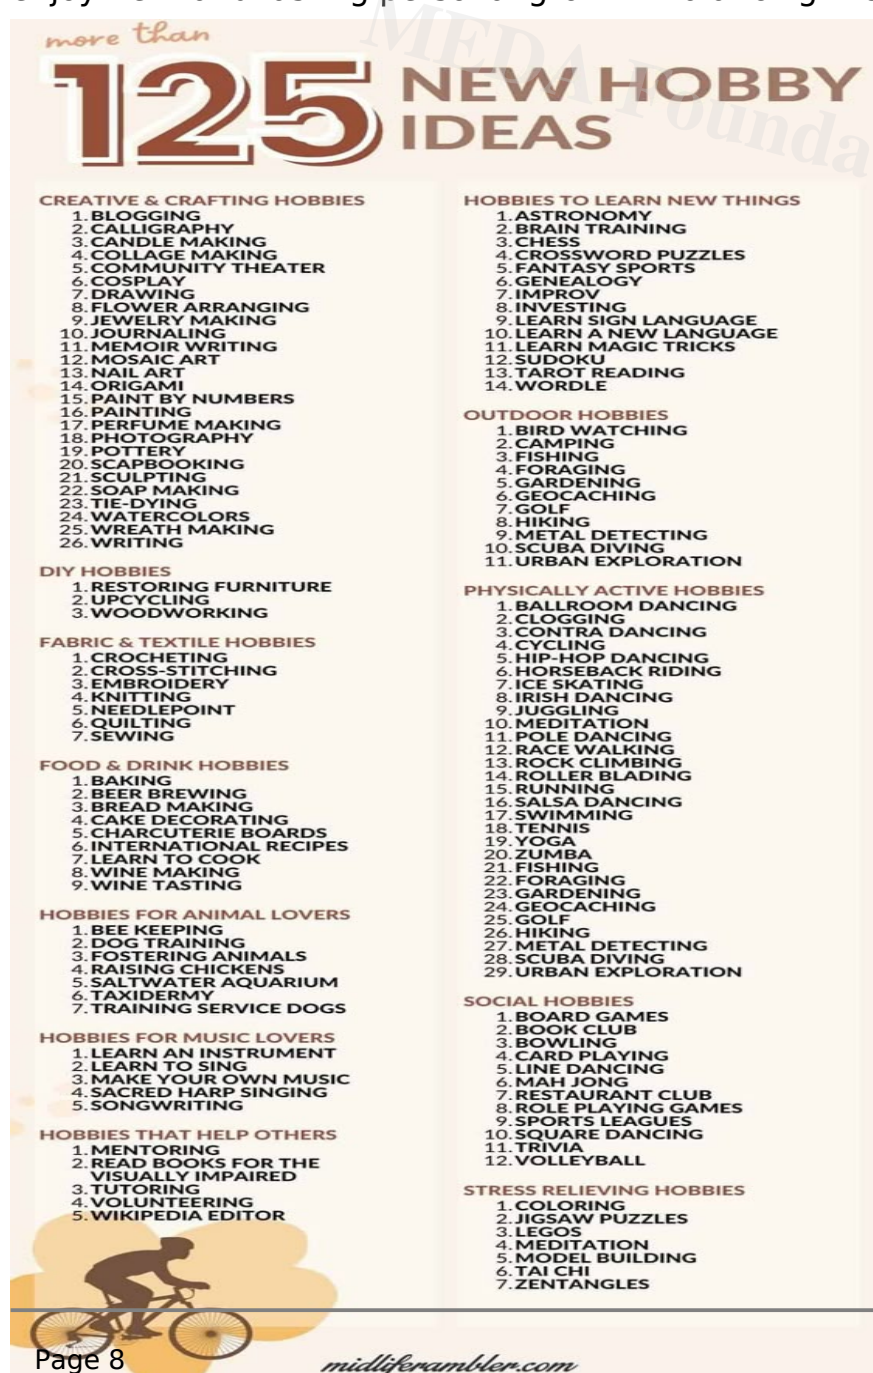 more than
125 NEW HOBBY
IDEAS
MEDA Founda
CREATIVE & CRAFTING HOBBIES
1. BLOGGING
2. CALLIGRAPHY
3. CANDLE MAKING
4. COLLAGE MAKING
5. COMMUNITY THEATER
6. COSPLAY
7. DRAWING
8. FLOWER ARRANGING
9. JEWELRY MAKING
10. JOURNALING
11. MEMOIR WRITING
12. MOSAIC ART
13. NAIL ART
14. ORIGAMI
15. PAINT BY NUMBERS
16. PAINTING
17. PERFUME MAKING
18. PHOTOGRAPHY
19. POTTERY
20. SCAPBOOKING
21. SCULPTING
22. SOAP MAKING
23. TIE-DYING
24. WATERCOLORS
25. WREATH MAKING
26. WRITING
DIY HOBBIES
1. RESTORING FURNITURE
2. UPCYCLING
3. WOODWORKING
FABRIC & TEXTILE HOBBIES
1. CROCHETING
2. CROSS-STITCHING
3. EMBROIDERY
4. KNITTING
5. NEEDLEPOINT
6. QUILTING
7. SEWING
FOOD & DRINK HOBBIES
1. BAKING
2. BEER BREWING
3. BREAD MAKING
4. CAKE DECORATING
5. CHARCUTERIE BOARDS
6. INTERNATIONAL RECIPES
7. LEARN TO COOK
8. WINE MAKING
9. WINE TASTING
HOBBIES FOR ANIMAL LOVERS
1. BEE KEEPING
2. DOG TRAINING
3. FOSTERING ANIMALS
4. RAISING CHICKENS
5. SALTWATER AQUARIUM
6. TAXIDERMY
7. TRAINING SERVICE DOGS
HOBBIES FOR MUSIC LOVERS
1. LEARN AN INSTRUMENT
2. LEARN TO SING
3. MAKE YOUR OWN MUSIC
4. SACRED HARP SINGING
5. SONGWRITING
HOBBIES THAT HELP OTHERS
1. MENTORING
2. READ BOOKS FOR THE
VISUALLY IMPAIRED
3. TUTORING
4. VOLUNTEERING
5. WIKIPEDIA EDITOR
HOBBIES TO LEARN NEW THINGS
1. ASTRONOMY
2. BRAIN TRAINING
3. CHESS
4. CROSSWORD PUZZLES
5. FANTASY SPORTS
6. GENEALOGY
7. IMPROV
8. INVESTING
9. LEARN SIGN LANGUAGE
10. LEARN A NEW LANGUAGE
11. LEARN MAGIC TRICKS
12. SUDOKU
13. TAROT READING
14. WORDLE
OUTDOOR HOBBIES
1. BIRD WATCHING
2. CAMPING
3. FISHING
4. FORAGING
5. GARDENING
6. GEOCACHING
7. GOLF
8. HIKING
9. METAL DETECTING
10. SCUBA DIVING
11. URBAN EXPLORATION
PHYSICALLY ACTIVE HOBBIES
1. BALLROOM DANCING
2. CLOGGING
3. CONTRA DANCING
4. CYCLING
5. HIP-HOP DANCING
6. HORSEBACK RIDING
7. ICE SKATING
8. IRISH DANCING
9. JUGGLING
10. MEDITATION
11. POLE DANCING
12. RACE WALKING
13. ROCK CLIMBING
14. ROLLER BLADING
15. RUNNING
16. SALSA DANCING
17. SWIMMING
18. TENNIS
19. YOGA
20. ZUMBA
21. FISHING
22. FORAGING
23. GARDENING
24. GEOCACHING
25. GOLF
26. HIKING
27. METAL DETECTING
28. SCUBA DIVING
29. URBAN EXPLORATION
SOCIAL HOBBIES
1. BOARD GAMES
2. BOOK CLUB
3. BOWLING
4. CARD PLAYING
5. LINE DANCING
6. MAH JONG
7. RESTAURANT CLUB
8. ROLE PLAYING GAMES
9. SPORTS LEAGUES
10. SQUARE DANCING
11. TRIVIA
12. VOLLEYBALL
STRESS RELIEVING HOBBIES
1. COLORING
2. JIGSAW PUZZLES
3. LEGOS
4. MEDITATION
5. MODEL BUILDING
6. TAI CHI
7. ZENTANGLES
Page 8
midliferambler.com